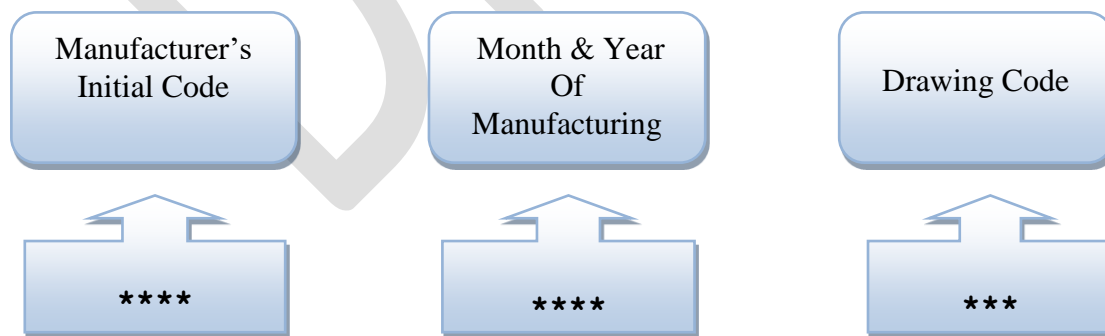 Manufacturer’s
Initial Code
Month & Year
Of
Manufacturing
Drawing Code
****
****
***